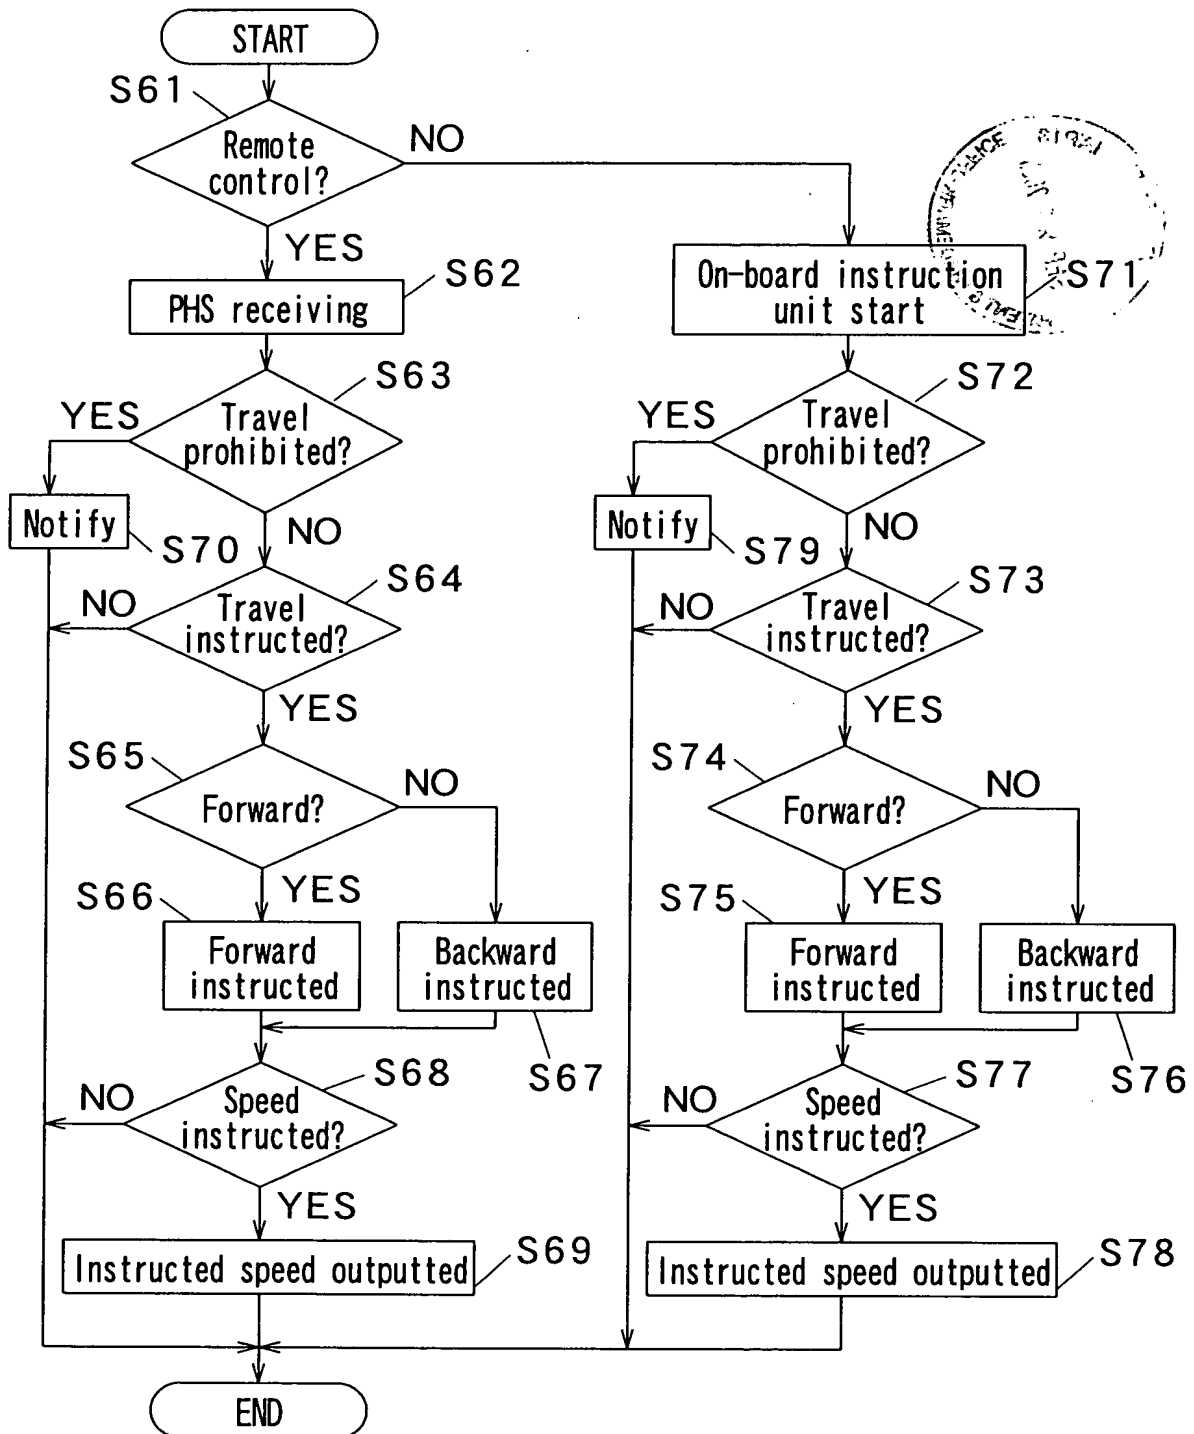 START
S61
Remote
control?
NO
YES
S62
PHS receiving
On-board instruction
unit start
S71
S63
Travel
prohibited?
YES
S72
Travel
prohibited?
YES
Notify
S70
NO
Notify
S79
NO
S64
Travel
instructed?
NO
S73
Travel
instructed?
NO
YES
YES
S65
Forward?
NO
S74
Forward?
NO
YES
YES
S66
Forward
instructed
Backward
instructed
S67
S75
Forward
instructed
Backward
instructed
S76
S68
Speed
instructed?
NO
S77
Speed
instructed?
NO
YES
YES
Instructed speed outputted
S69
Instructed speed outputted
S78
END